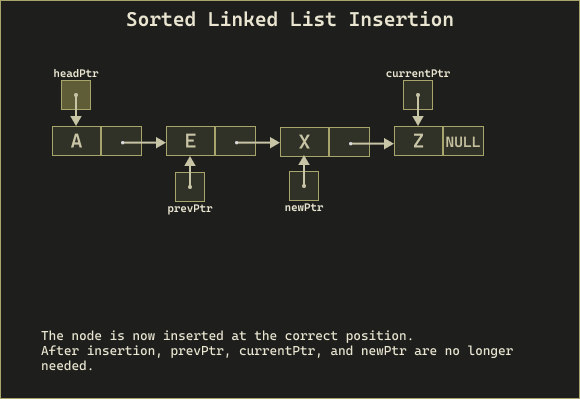 Sorted Linked List Insertion
headPtr
currentPtr
A
E
X
Z
NULL
prevPtr
newPtr
The node is now inserted at the correct position.
After insertion, prevPtr, currentPtr, and newPtr are no longer
needed.